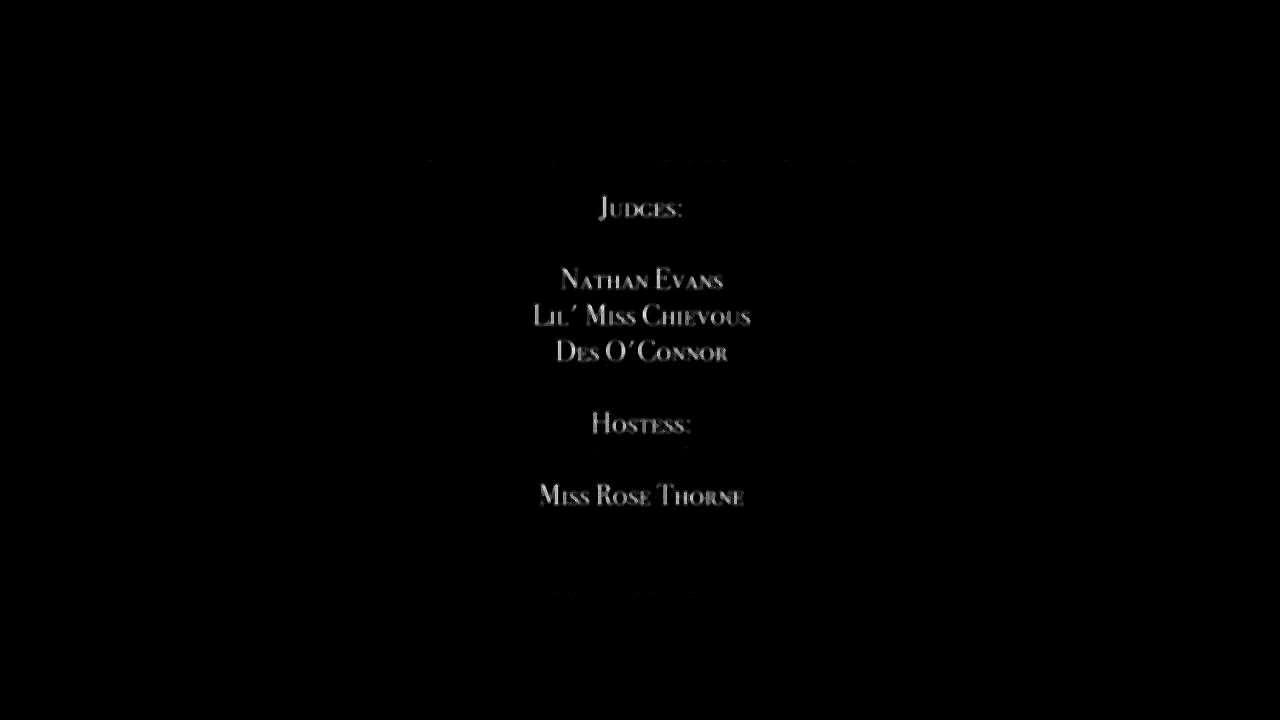 Judges:
Nathan Evans
Lil' Miss Chievous
Des O'Connor
Hostess:
Miss Rose Thorne